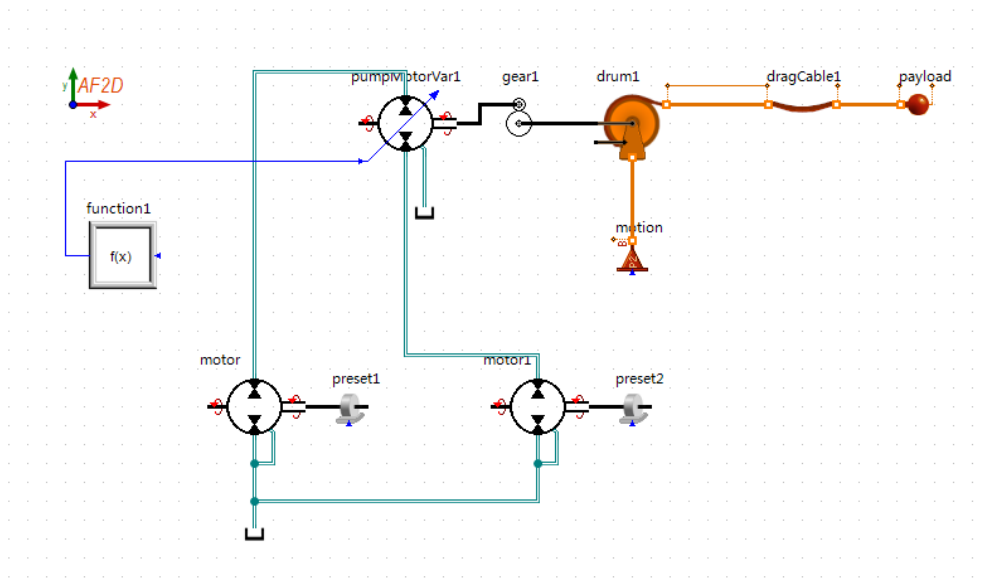 pumpMotorVar1
gear1
drum1
dragCable1
payload
y
AF2D
x
function1
f(x)
motion
B
motor
preset1
motor1
preset2